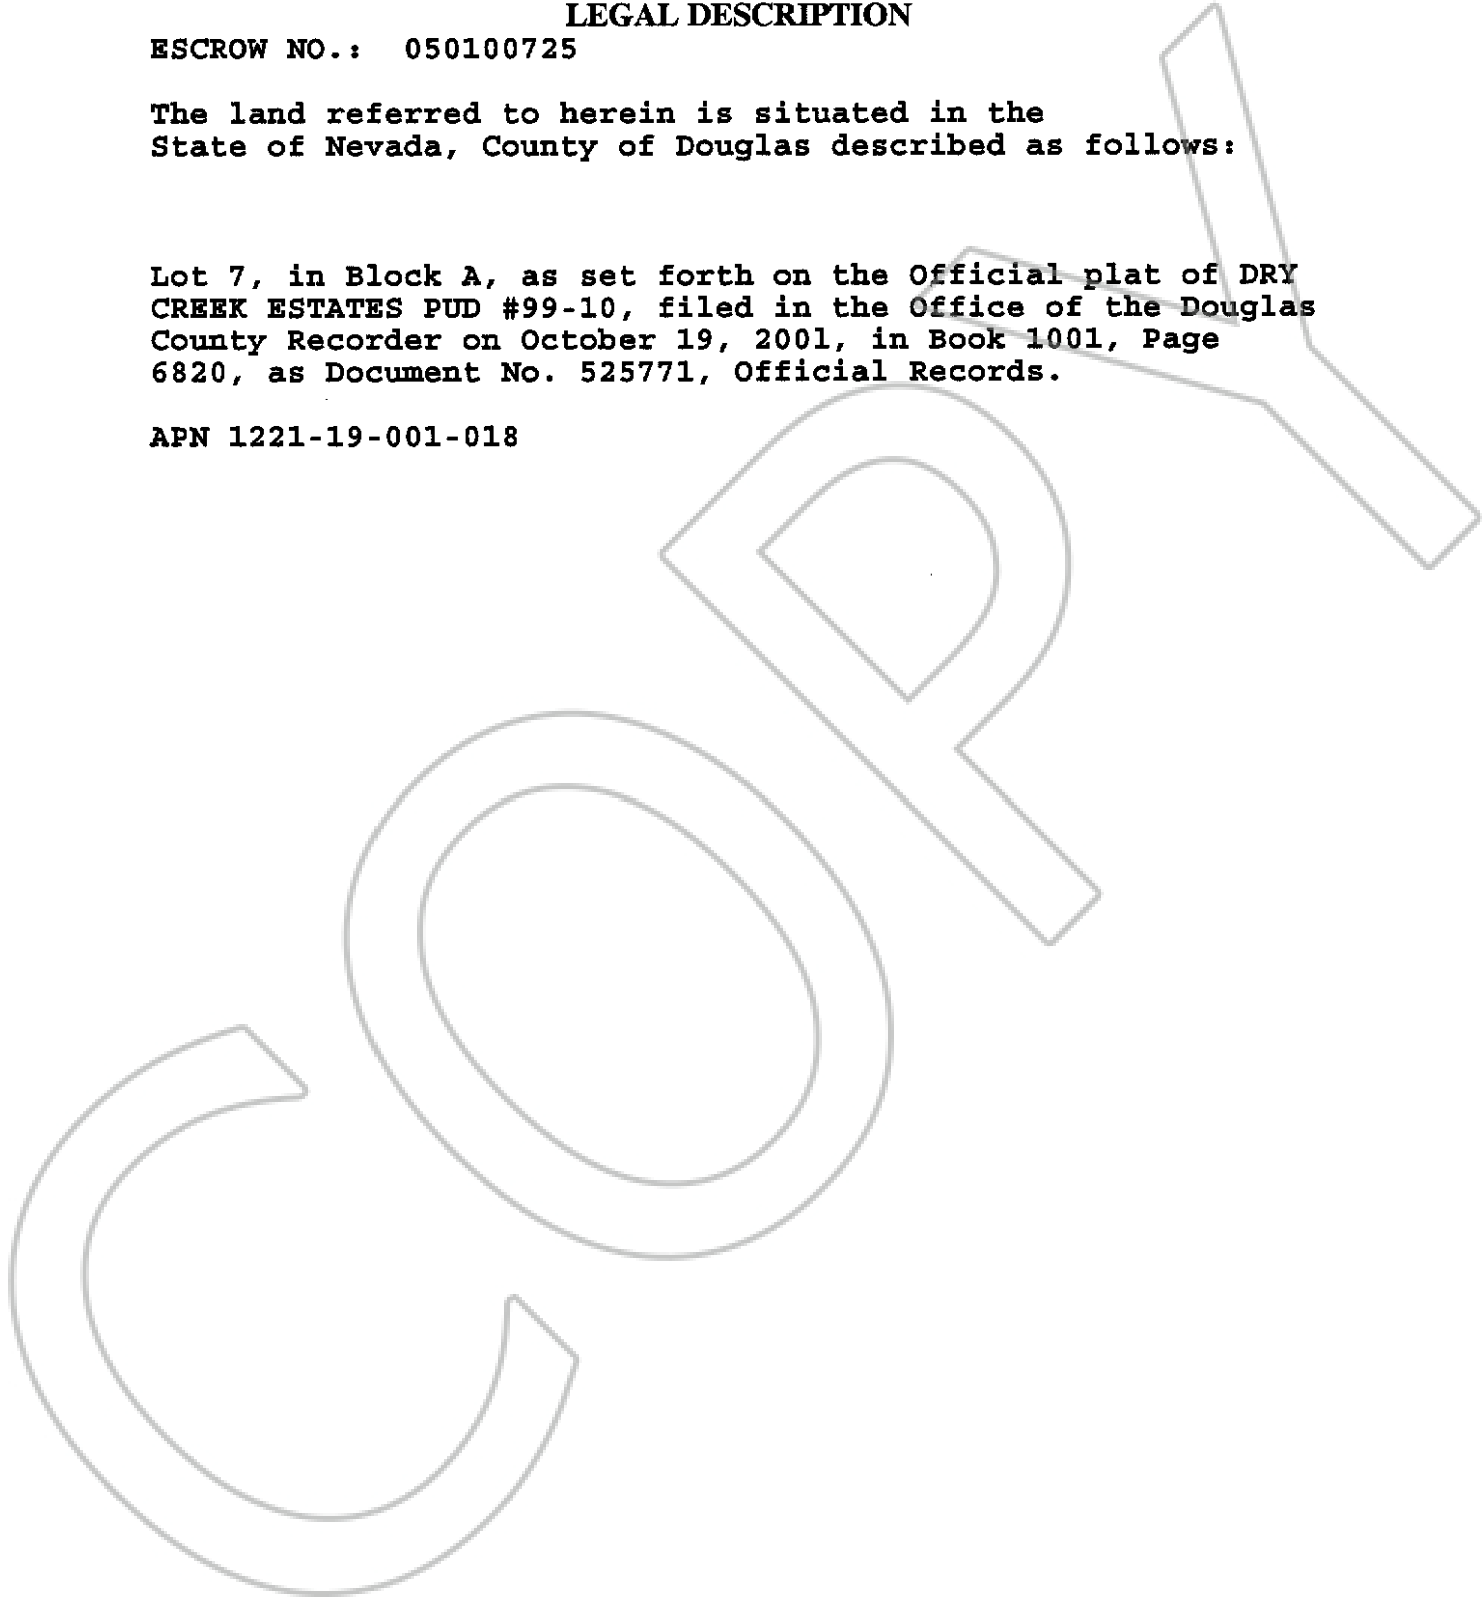 LEGAL DESCRIPTION
ESCROW NO.: 050100725
The land referred to herein is situated in the
State of Nevada, County of Douglas described as follows:
Lot 7, in Block A, as set forth on the Official plat of DRY
CREEK ESTATES PUD #99-10, filed in the Office of the Douglas
County Recorder on October 19, 2001, in Book 1001, Page
6820, as Document No. 525771, Official Records.
APN 1221-19-001-018
COPY